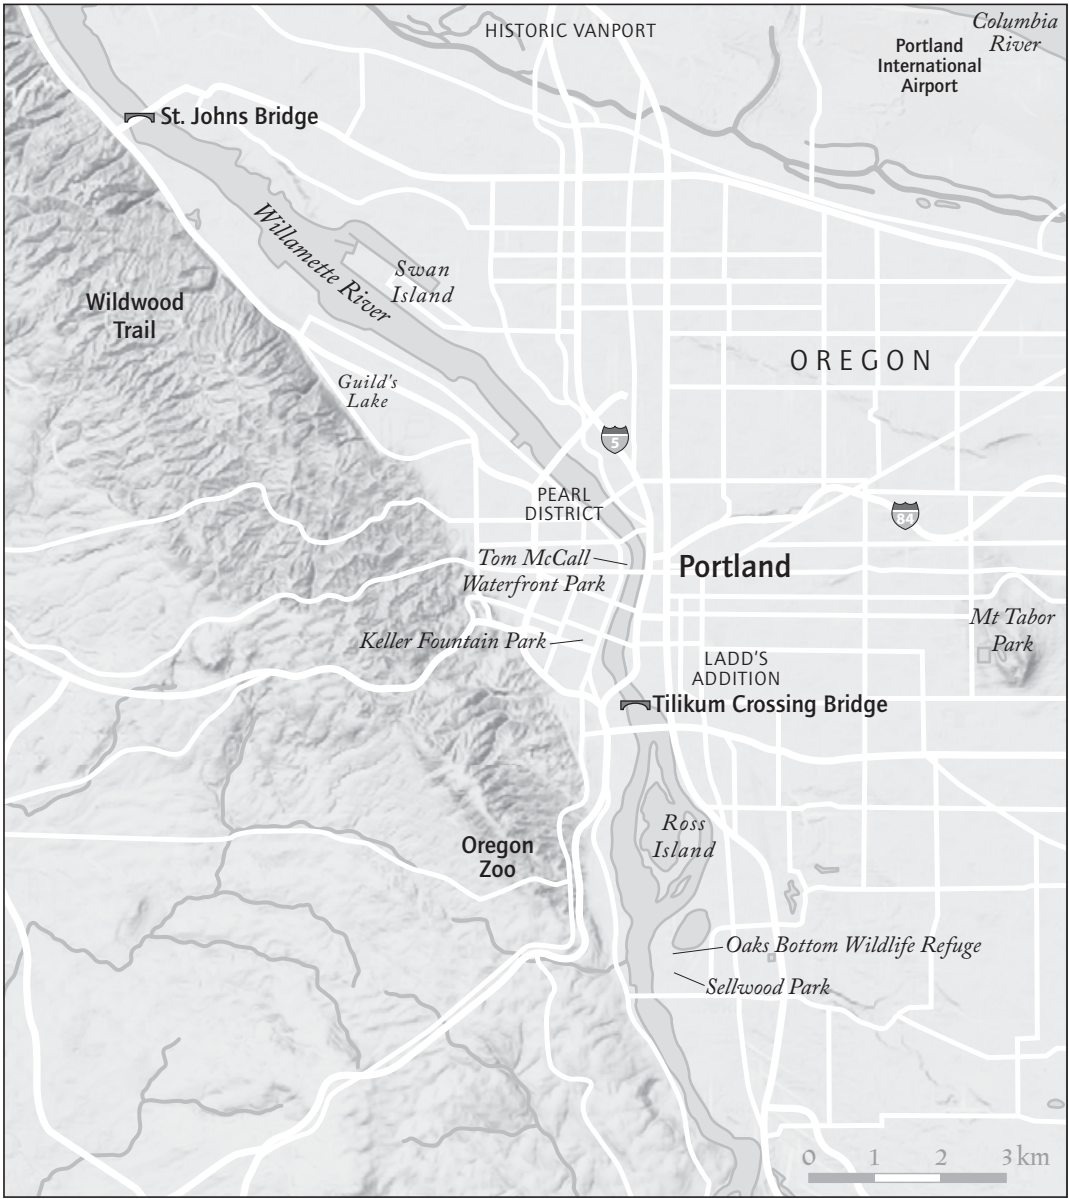 Columbia
River
HISTORIC VANPORT
Portland
International
Airport
St. Johns Bridge
Willamette River
Swan
Island
Wildwood
Trail
OREGON
Guild's
Lake
5
PEARL
DISTRICT
84
Tom McCall
Waterfront Park
Portland
Mt Tabor
Park
Keller Fountain Park
LADD'S
ADDITION
Tilikum Crossing Bridge
Ross
Island
Oregon
Zoo
Oaks Bottom Wildlife Refuge
Sellwood Park
0 1 2 3 km